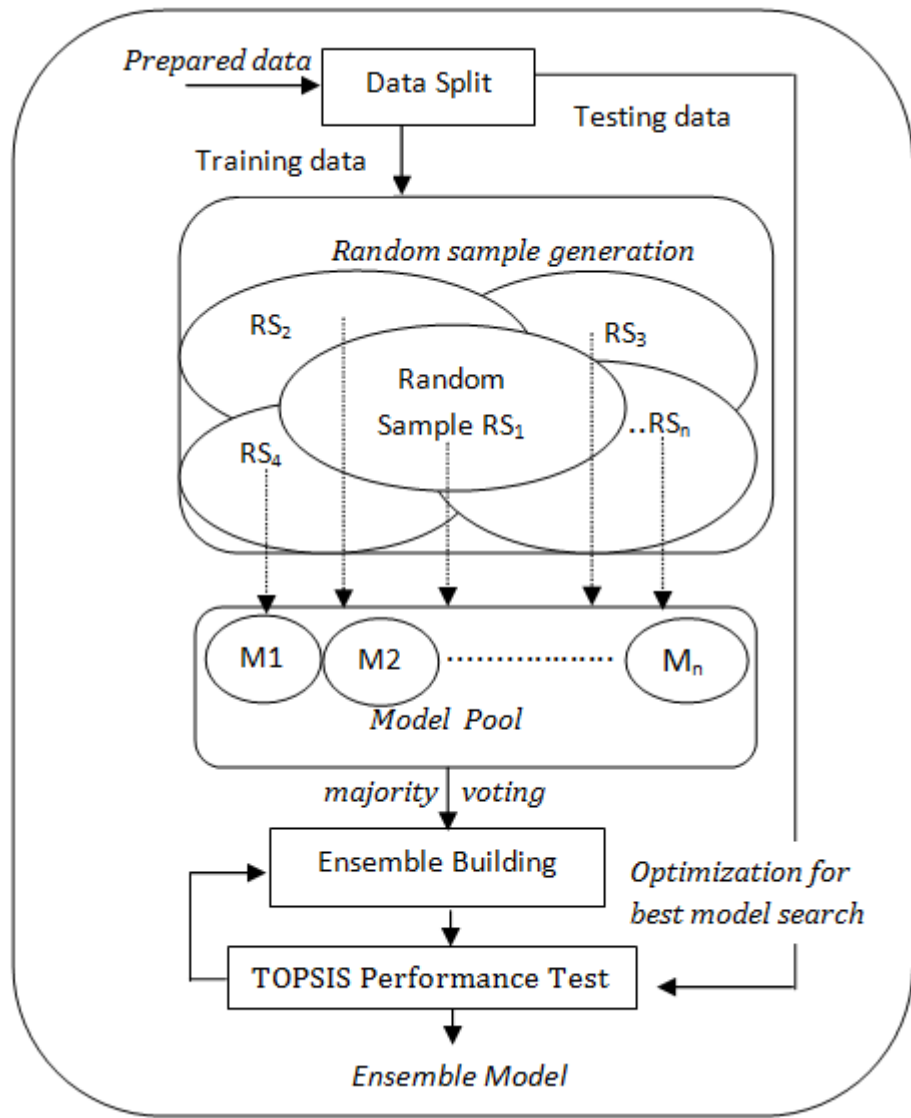 Prepared data
Data Split
Testing data
Training data
Random sample generation
RS₂
RS₃
Random
Sample RS₁
..RSₙ
RS₄
M1
M2
..................
Mₙ
Model Pool
majority voting
Ensemble Building
Optimization for
best model search
TOPSIS Performance Test
Ensemble Model